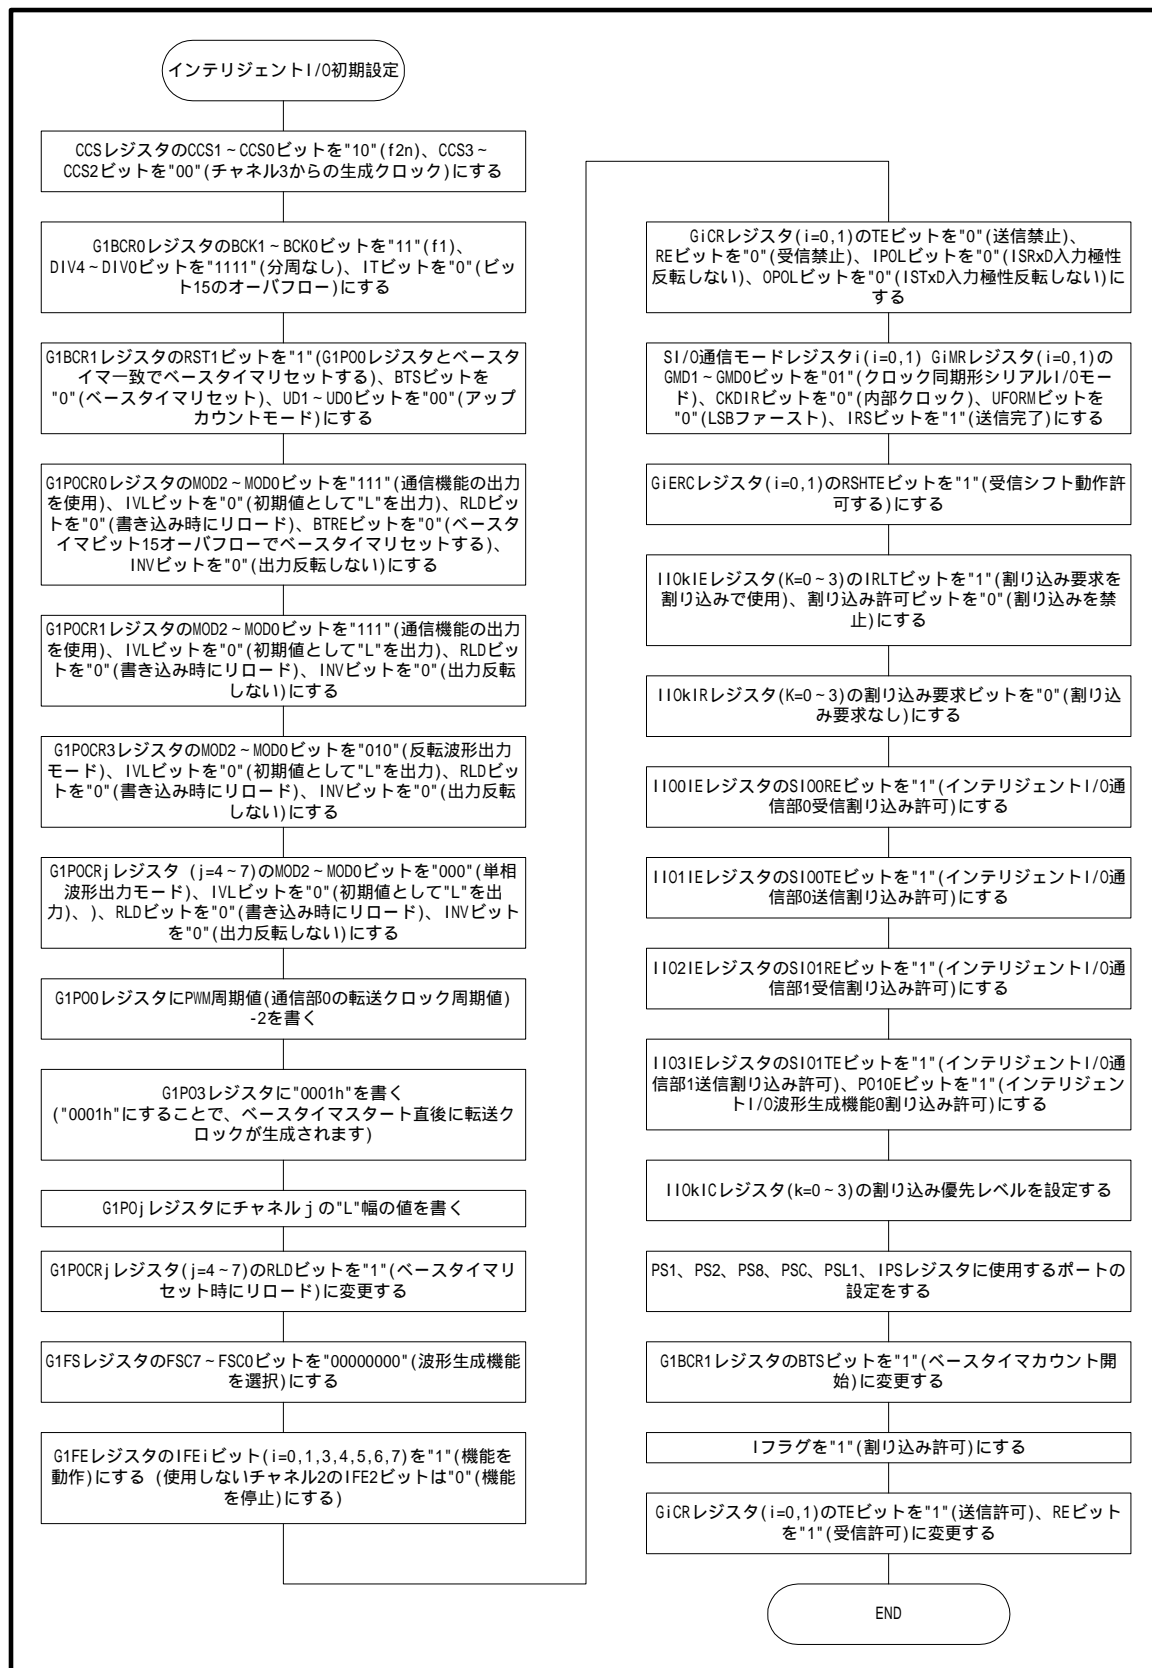 インテリジェントI/O初期設定
CCSレジスタのCCS1~CCS0ビットを"10"(f2n)、CCS3~
CCS2ビットを"00"(チャネル3からの生成クロック)にする
G1BCR0レジスタのBCK1~BCK0ビットを"11"(f1)、
DIV4~DIV0ビットを"1111"(分周なし)、ITビットを"0"(ビッ
ト15のオーバフロー)にする
G1BCR1レジスタのRST1ビットを"1"(G1PO0レジスタとベースタ
イマ一致でベースタイマリセットする)、BTSビットを
"0"(ベースタイマリセット)、UD1~UD0ビットを"00"(アップ
カウントモード)にする
G1POCR0レジスタのMOD2~MOD0ビットを"111"(通信機能の出力
を使用)、IVLビットを"0"(初期値として"L"を出力)、RLDビッ
トを"0"(書き込み時にリロード)、BTREビットを"0"(ベースタ
イマビット15オーバフローでベースタイマリセットする)、
INVビットを"0"(出力反転しない)にする
G1POCR1レジスタのMOD2~MOD0ビットを"111"(通信機能の出力
を使用)、IVLビットを"0"(初期値として"L"を出力)、RLDビッ
トを"0"(書き込み時にリロード)、INVビットを"0"(出力反転
しない)にする
G1POCR3レジスタのMOD2~MOD0ビットを"010"(反転波形出力
モード)、IVLビットを"0"(初期値として"L"を出力)、RLDビッ
トを"0"(書き込み時にリロード)、INVビットを"0"(出力反転
しない)にする
G1POCRjレジスタ (j=4~7)のMOD2~MOD0ビットを"000"(単相
波形出力モード)、IVLビットを"0"(初期値として"L"を出
力)、)、RLDビットを"0"(書き込み時にリロード)、INVビット
を"0"(出力反転しない)にする
G1PO0レジスタにPWM周期値(通信部0の転送クロック周期値)
-2を書く
G1PO3レジスタに"0001h"を書く
("0001h"にすることで、ベースタイマスタート直後に転送ク
ロックが生成されます)
G1POjレジスタにチャネルｊの"L"幅の値を書く
G1POCRjレジスタ(j=4~7)のRLDビットを"1"(ベースタイマリ
セット時にリロード)に変更する
G1FSレジスタのFSC7~FSC0ビットを"00000000"(波形生成機能
を選択)にする
G1FEレジスタのIFEiビット(i=0,1,3,4,5,6,7)を"1"(機能を
動作)にする (使用しないチャネル2のIFE2ビットは"0"(機能
を停止)にする)
GiCRレジスタ(i=0,1)のTEビットを"0"(送信禁止)、
REビットを"0"(受信禁止)、IPOLビットを"0"(ISRxD入力極性
反転しない)、OPOLビットを"0"(ISTxD入力極性反転しない)に
する
SI/O通信モードレジスタi(i=0,1) GiMRレジスタ(i=0,1)の
GMD1~GMD0ビットを"01"(クロック同期形シリアルI/Oモー
ド)、CKDIRビットを"0"(内部クロック)、UFORMビットを
"0"(LSBファースト)、IRSビットを"1"(送信完了)にする
GiERCレジスタ(i=0,1)のRSHTEビットを"1"(受信シフト動作許
可する)にする
IIOkIEレジスタ(K=0~3)のIRLTビットを"1"(割り込み要求を
割り込みで使用)、割り込み許可ビットを"0"(割り込みを禁
止)にする
IIOkIRレジスタ(K=0~3)の割り込み要求ビットを"0"(割り込
み要求なし)にする
IIO0IEレジスタのSIO0REビットを"1"(インテリジェントI/O通
信部0受信割り込み許可)にする
IIO1IEレジスタのSIO0TEビットを"1"(インテリジェントI/O通
信部0送信割り込み許可)にする
IIO2IEレジスタのSIO1REビットを"1"(インテリジェントI/O通
信部1受信割り込み許可)にする
IIO3IEレジスタのSIO1TEビットを"1"(インテリジェントI/O通
信部1送信割り込み許可)、PO10Eビットを"1"(インテリジェン
トI/O波形生成機能0割り込み許可)にする
IIOkICレジスタ(k=0~3)の割り込み優先レベルを設定する
PS1、PS2、PS8、PSC、PSL1、IPSレジスタに使用するポートの
設定をする
G1BCR1レジスタのBTSビットを"1"(ベースタイマカウント開
始)に変更する
Iフラグを"1"(割り込み許可)にする
GiCRレジスタ(i=0,1)のTEビットを"1"(送信許可)、REビット
を"1"(受信許可)に変更する
END